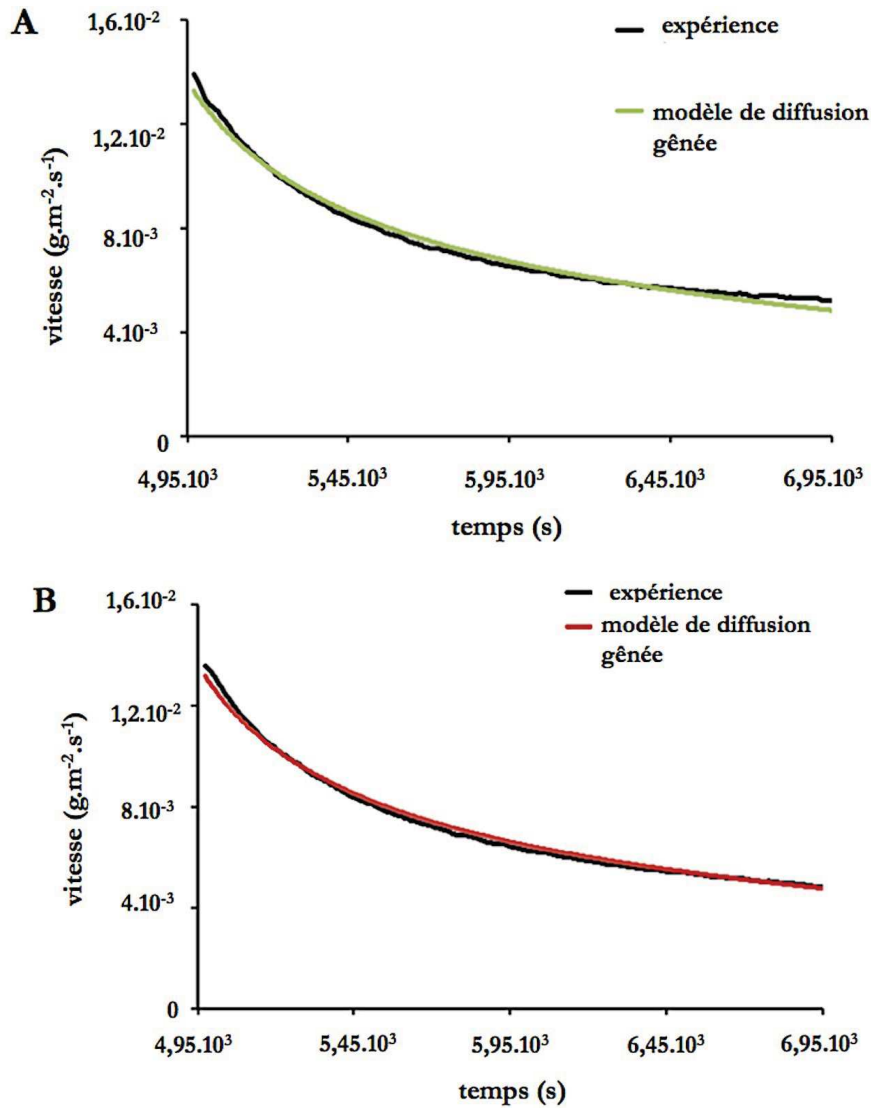 A
1,6.10⁻²
expérience
modèle de diffusion
gênée
1,2.10⁻²
8.10⁻³
4.10⁻³
0
vitesse (g.m⁻².s⁻¹)
4,95.10³ 5,45.10³ 5,95.10³ 6,45.10³ 6,95.10³
temps (s)
B
1,6.10⁻²
expérience
modèle de diffusion
gênée
1,2.10⁻²
8.10⁻³
4.10⁻³
0
vitesse (g.m⁻².s⁻¹)
4,95.10³ 5,45.10³ 5,95.10³ 6,45.10³ 6,95.10³
temps (s)